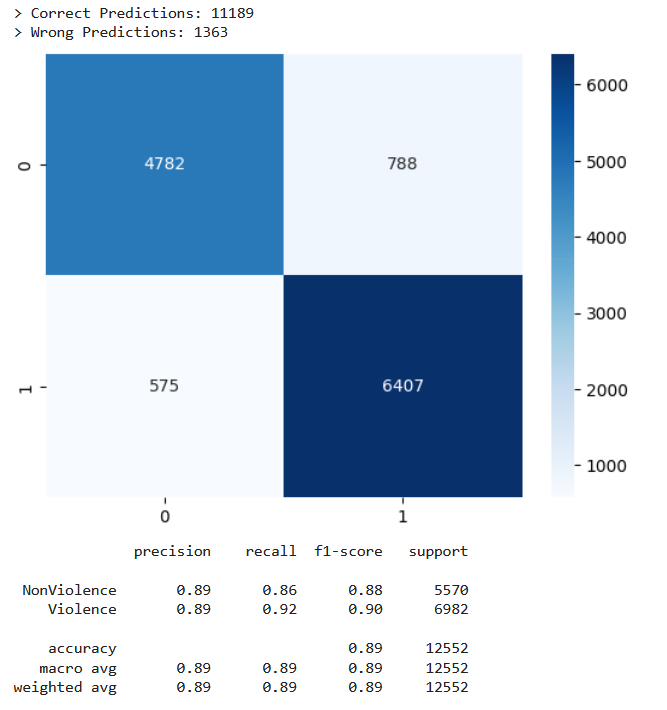 > Correct Predictions: 11189
> Wrong Predictions: 1363
6000
0
4782
788
5000
4000
3000
1
575
6407
2000
1000
0
1
precision recall f1-score support
NonViolence 0.89 0.86 0.88 5570
Violence 0.89 0.92 0.90 6982
accuracy 0.89 12552
macro avg 0.89 0.89 0.89 12552
weighted avg 0.89 0.89 0.89 12552